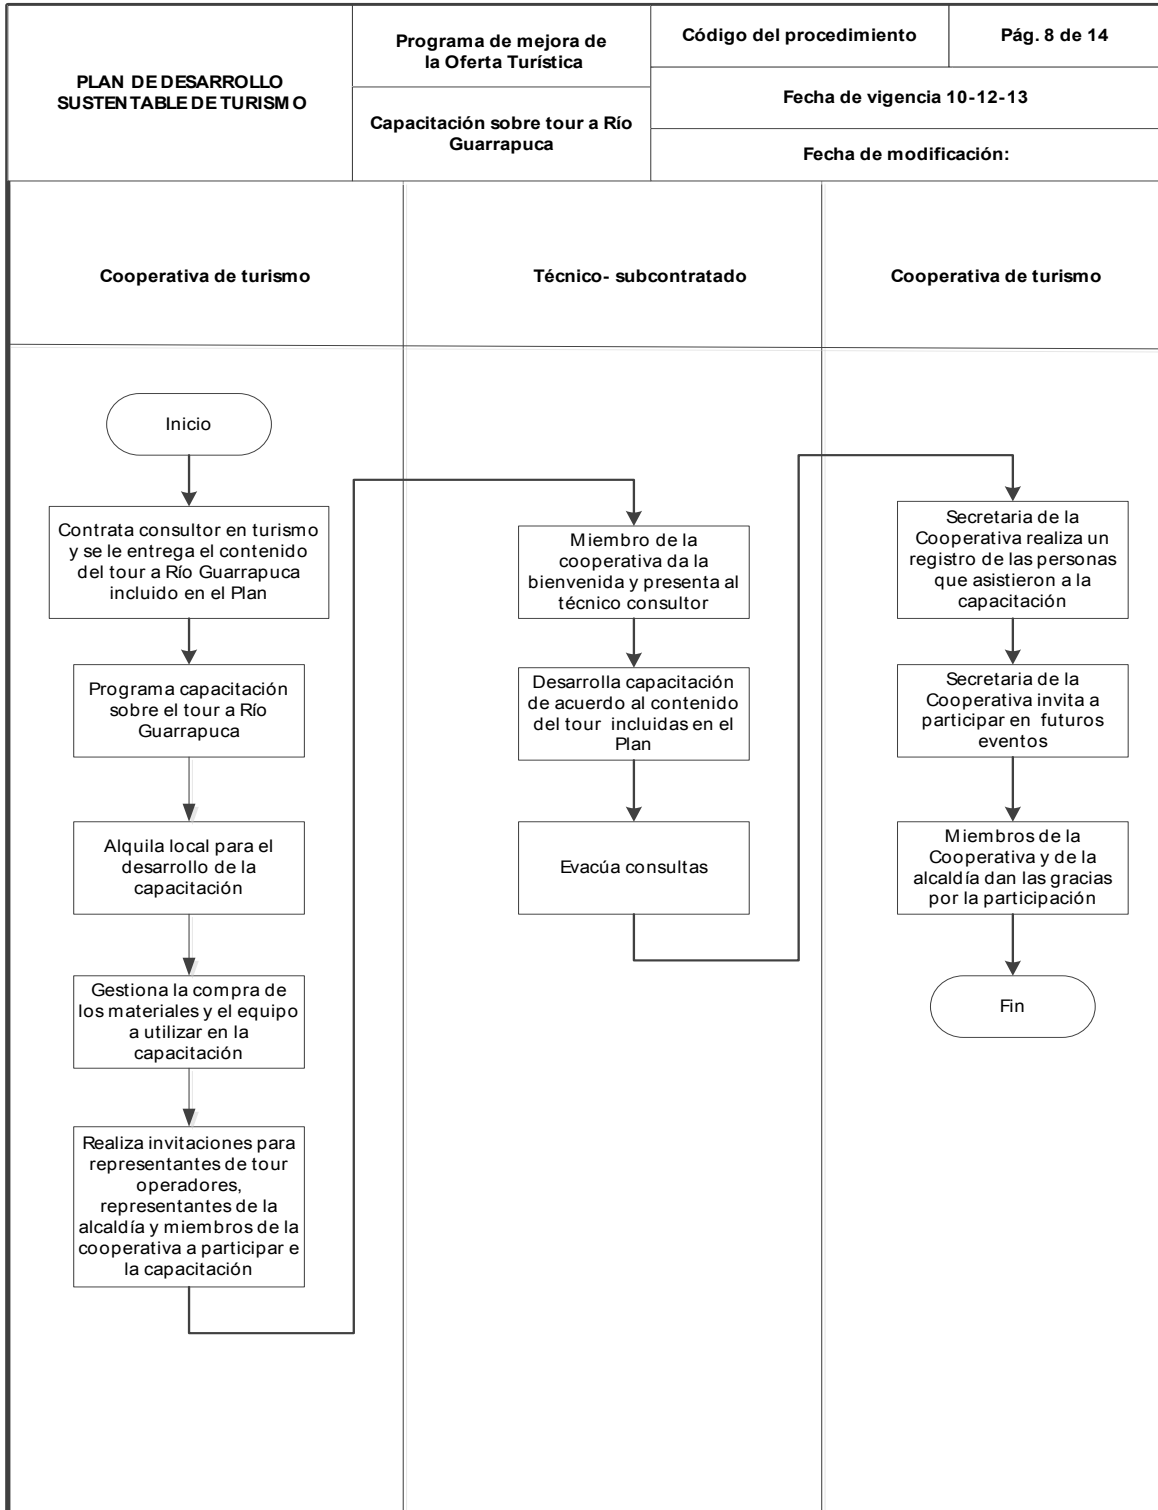 PLAN DE DESARROLLO
SUSTENTABLE DE TURISMO
Programa de mejora de
la Oferta Turística
Capacitación sobre tour a Río
Guarrapuca
Código del procedimiento
Pág. 8 de 14
Fecha de vigencia 10-12-13
Fecha de modificación:
Cooperativa de turismo
Técnico- subcontratado
Cooperativa de turismo
Inicio
Contrata consultor en turismo
y se le entrega el contenido
del tour a Río Guarrapuca
incluido en el Plan
Programa capacitación
sobre el tour a Río
Guarrapuca
Alquila local para el
desarrollo de la
capacitación
Gestiona la compra de
los materiales y el equipo
a utilizar en la
capacitación
Realiza invitaciones para
representantes de tour
operadores,
representantes de la
alcaldía y miembros de la
cooperativa a participar e
la capacitación
Miembro de la
cooperativa da la
bienvenida y presenta al
técnico consultor
Desarrolla capacitación
de acuerdo al contenido
del tour incluidas en el
Plan
Evacúa consultas
Secretaria de la
Cooperativa realiza un
registro de las personas
que asistieron a la
capacitación
Secretaria de la
Cooperativa invita a
participar en futuros
eventos
Miembros de la
Cooperativa y de la
alcaldía dan las gracias
por la participación
Fin